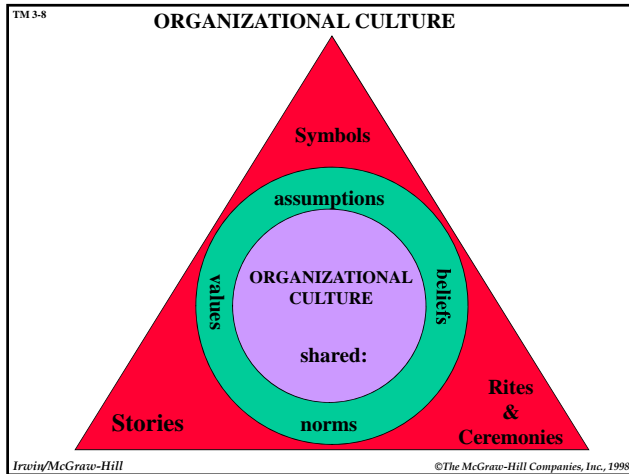 TM 3-8
ORGANIZATIONAL CULTURE
Symbols
assumptions
values
beliefs
ORGANIZATIONAL
CULTURE
shared:
norms
Stories
Rites
&
Ceremonies
Irwin/McGraw-Hill
©The McGraw-Hill Companies, Inc., 1998